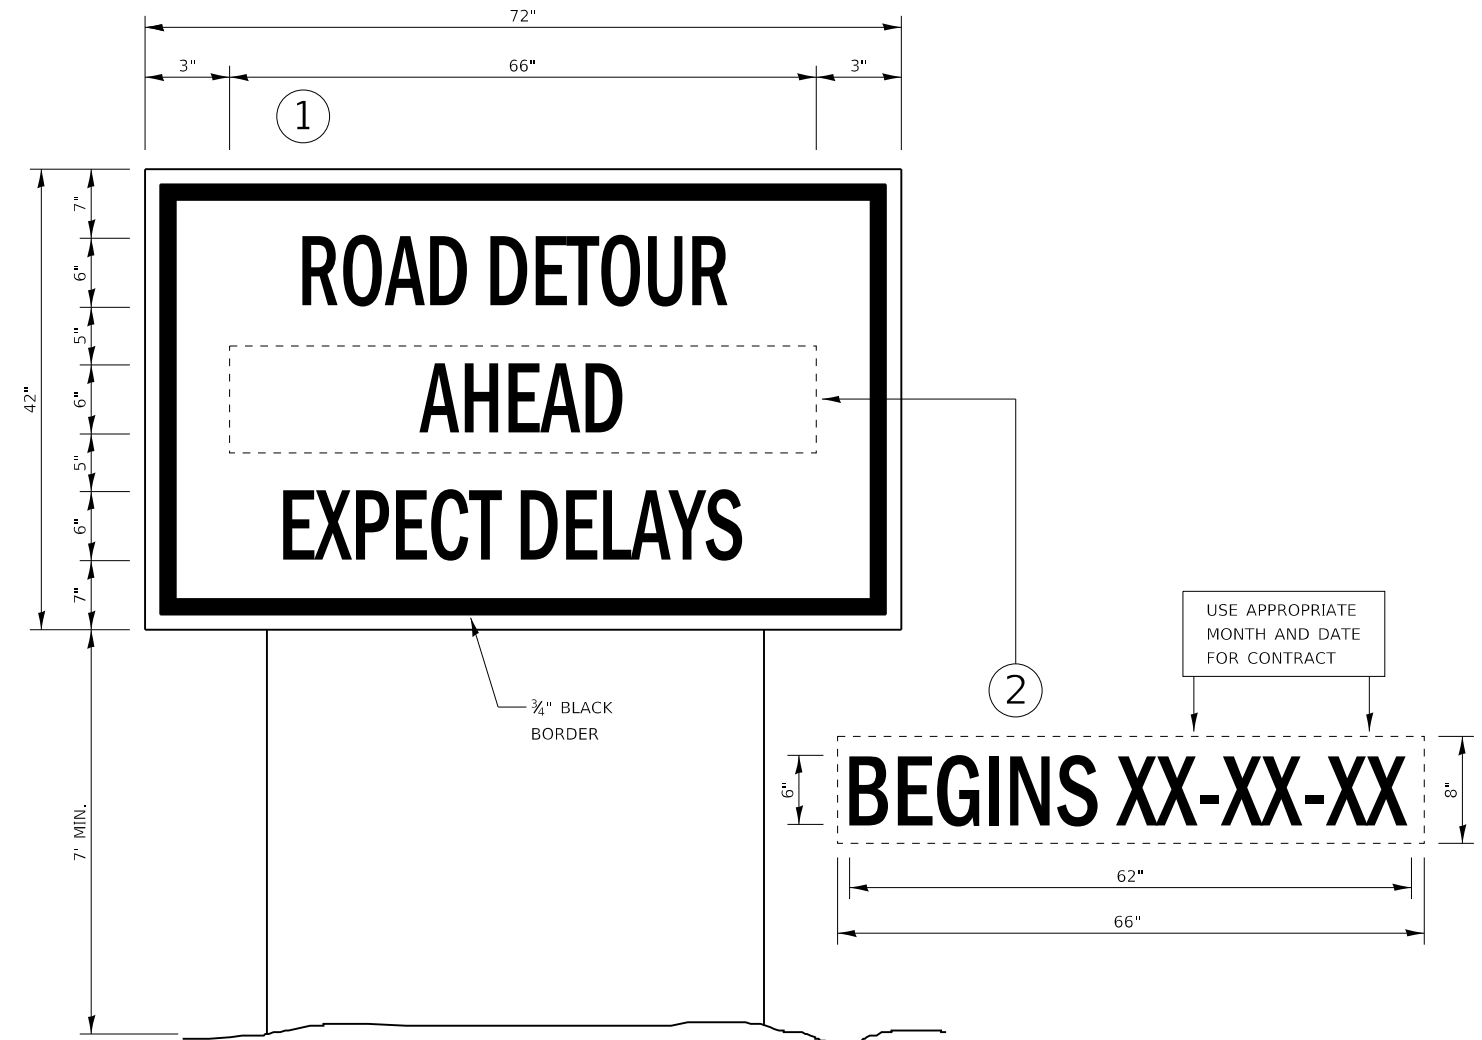 72"
3"
66"
3"
1
7"
6"
5"
6"
5"
6"
7"
42"
ROAD DETOUR
AHEAD
EXPECT DELAYS
¾" BLACK
BORDER
7' MIN.
2
USE APPROPRIATE
MONTH AND DATE
FOR CONTRACT
6"
BEGINS XX-XX-XX
8"
62"
66"